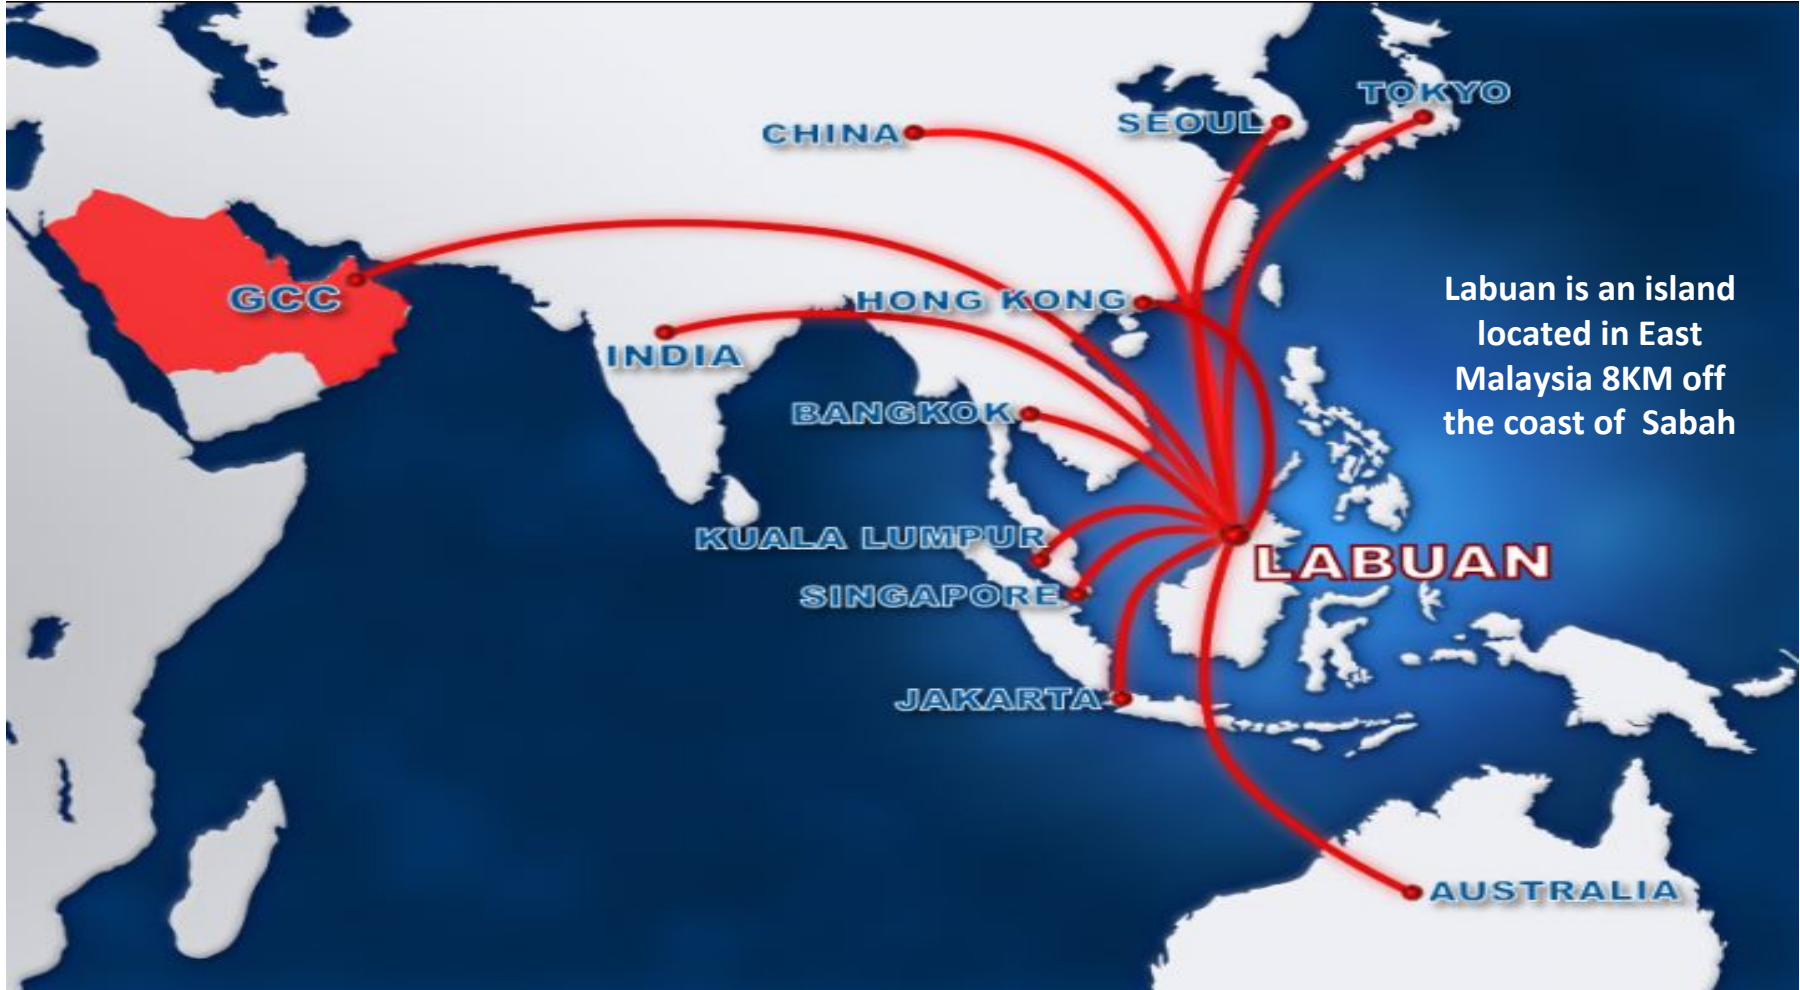 TOKYO
SEOUL
CHINA
GCC
HONG KONG
Labuan is an island
located in East
Malaysia 8KM off
the coast of Sabah
INDIA
BANGKOK
KUALA LUMPUR
LABUAN
SINGAPORE
JAKARTA
AUSTRALIA